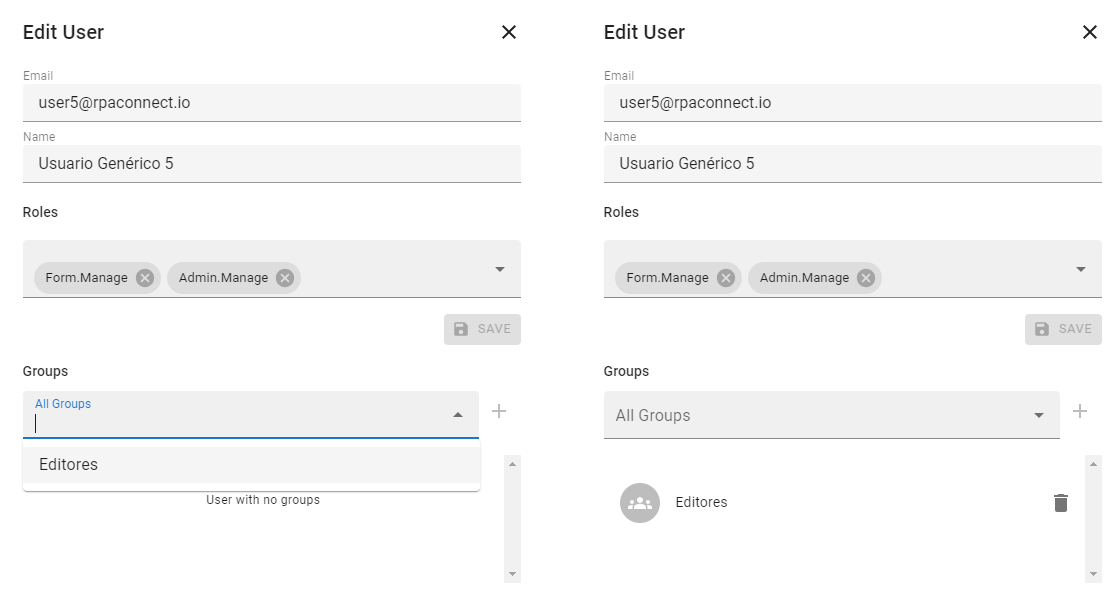 Edit User
Email
user5@rpaconnect.io
Name
Usuario Genérico 5
Roles
Form.Manage
Admin.Manage
SAVE
Groups
All Groups
Editores
User with no groups
Edit User
Email
user5@rpaconnect.io
Name
Usuario Genérico 5
Roles
Form.Manage
Admin.Manage
SAVE
Groups
All Groups
Editores